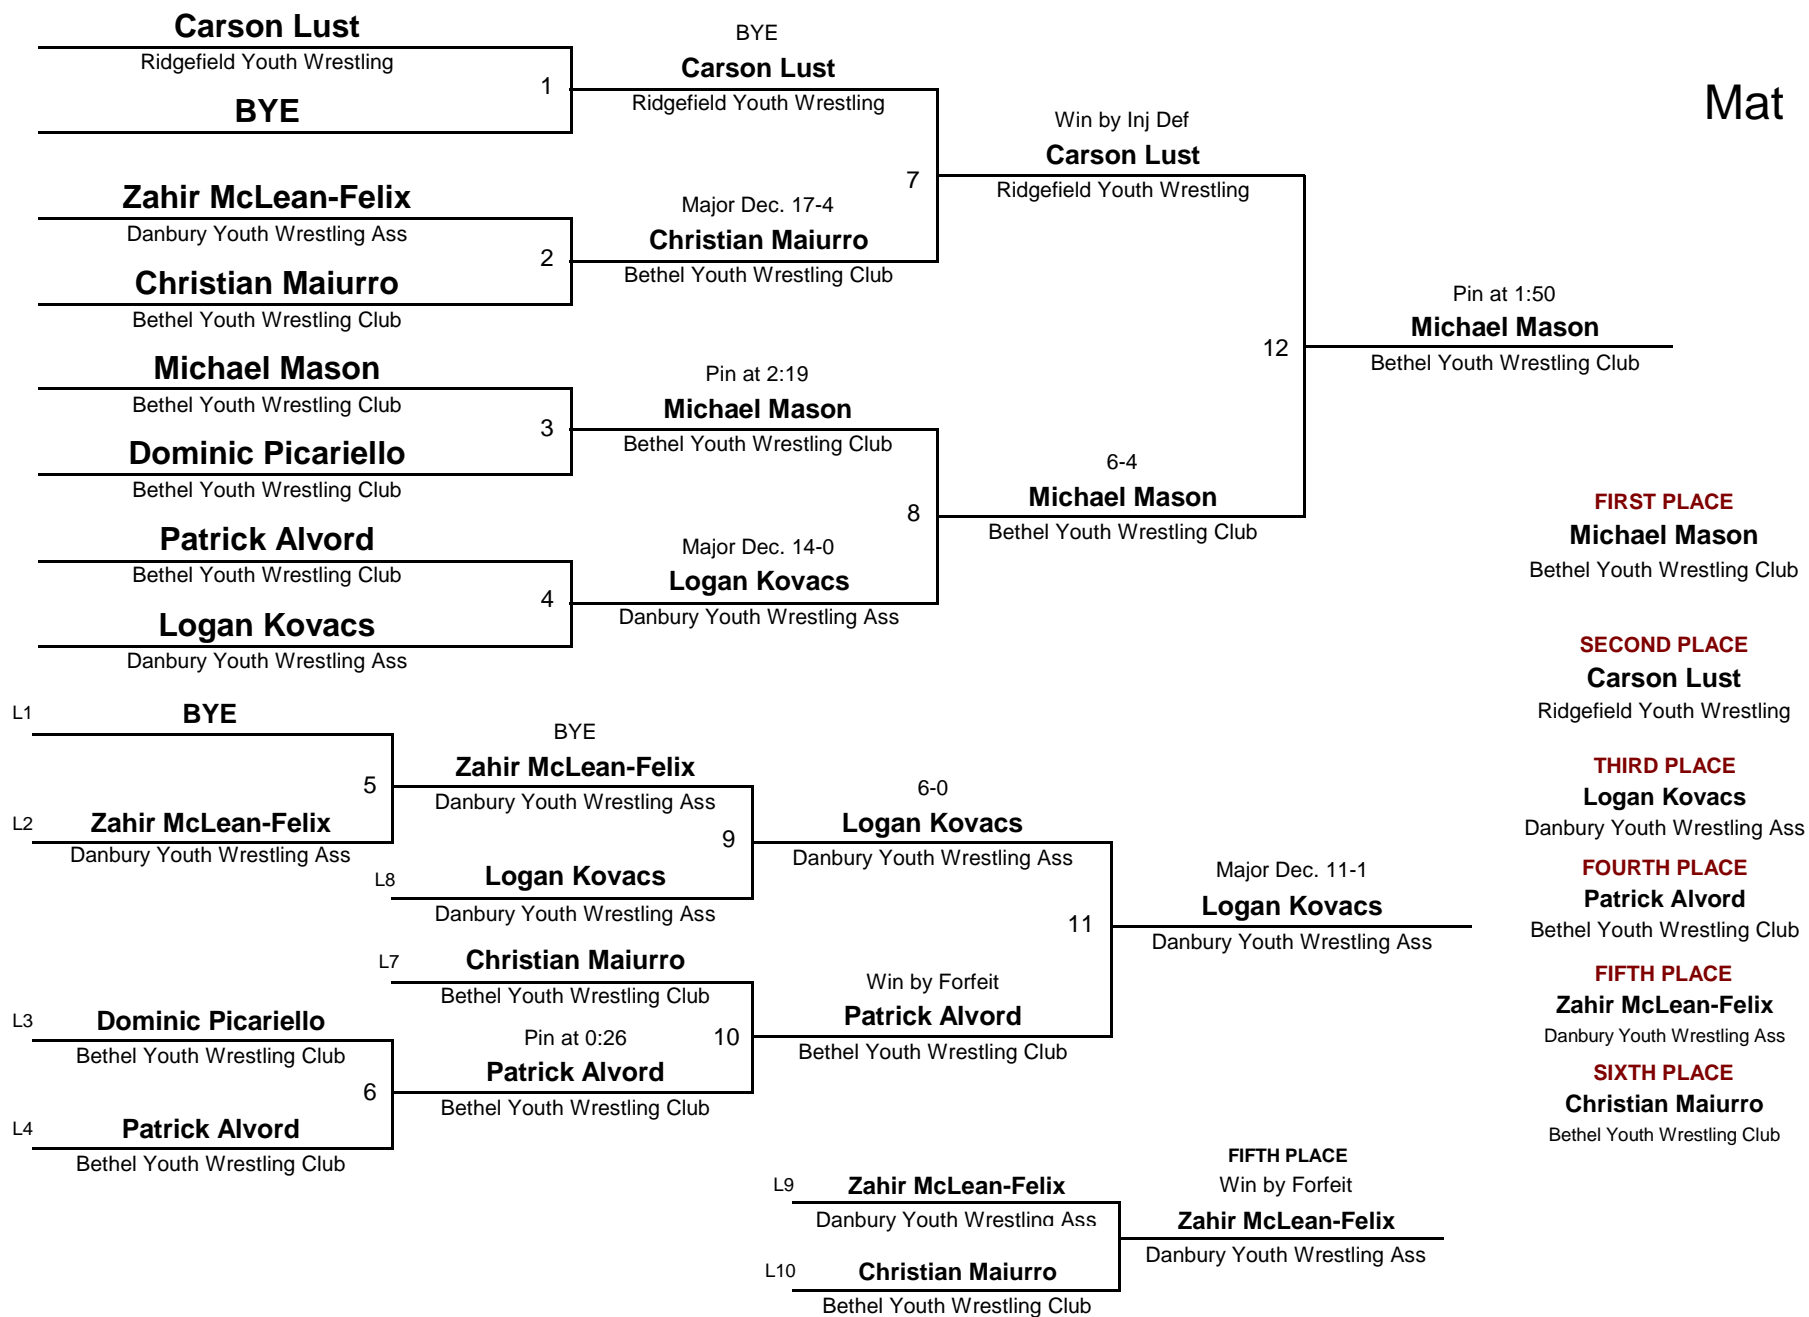 Carson Lust
Ridgefield Youth Wrestling
1
BYE
BYE
Carson Lust
Ridgefield Youth Wrestling
Mat
Zahir McLean-Felix
Danbury Youth Wrestling Ass
2
Christian Maiurro
Bethel Youth Wrestling Club
Major Dec. 17-4
Christian Maiurro
Bethel Youth Wrestling Club
7
Win by Inj Def
Carson Lust
Ridgefield Youth Wrestling
Michael Mason
Bethel Youth Wrestling Club
3
Dominic Picariello
Bethel Youth Wrestling Club
Pin at 2:19
Michael Mason
Bethel Youth Wrestling Club
12
Pin at 1:50
Michael Mason
Bethel Youth Wrestling Club
Patrick Alvord
Bethel Youth Wrestling Club
4
Logan Kovacs
Danbury Youth Wrestling Ass
Major Dec. 14-0
Logan Kovacs
Danbury Youth Wrestling Ass
8
6-4
Michael Mason
Bethel Youth Wrestling Club
FIRST PLACE
Michael Mason
Bethel Youth Wrestling Club
SECOND PLACE
Carson Lust
Ridgefield Youth Wrestling
THIRD PLACE
Logan Kovacs
Danbury Youth Wrestling Ass
FOURTH PLACE
Patrick Alvord
Bethel Youth Wrestling Club
FIFTH PLACE
Zahir McLean-Felix
Danbury Youth Wrestling Ass
SIXTH PLACE
Christian Maiurro
Bethel Youth Wrestling Club
L1
BYE
5
L2
Zahir McLean-Felix
Danbury Youth Wrestling Ass
BYE
Zahir McLean-Felix
Danbury Youth Wrestling Ass
9
L8
Logan Kovacs
Danbury Youth Wrestling Ass
6-0
Logan Kovacs
Danbury Youth Wrestling Ass
L7
Christian Maiurro
Bethel Youth Wrestling Club
10
L3
Dominic Picariello
Bethel Youth Wrestling Club
6
L4
Patrick Alvord
Bethel Youth Wrestling Club
Pin at 0:26
Patrick Alvord
Bethel Youth Wrestling Club
Win by Forfeit
Patrick Alvord
Bethel Youth Wrestling Club
11
Major Dec. 11-1
Logan Kovacs
Danbury Youth Wrestling Ass
L9
Zahir McLean-Felix
Danbury Youth Wrestling Ass
L10
Christian Maiurro
Bethel Youth Wrestling Club
FIFTH PLACE
Win by Forfeit
Zahir McLean-Felix
Danbury Youth Wrestling Ass